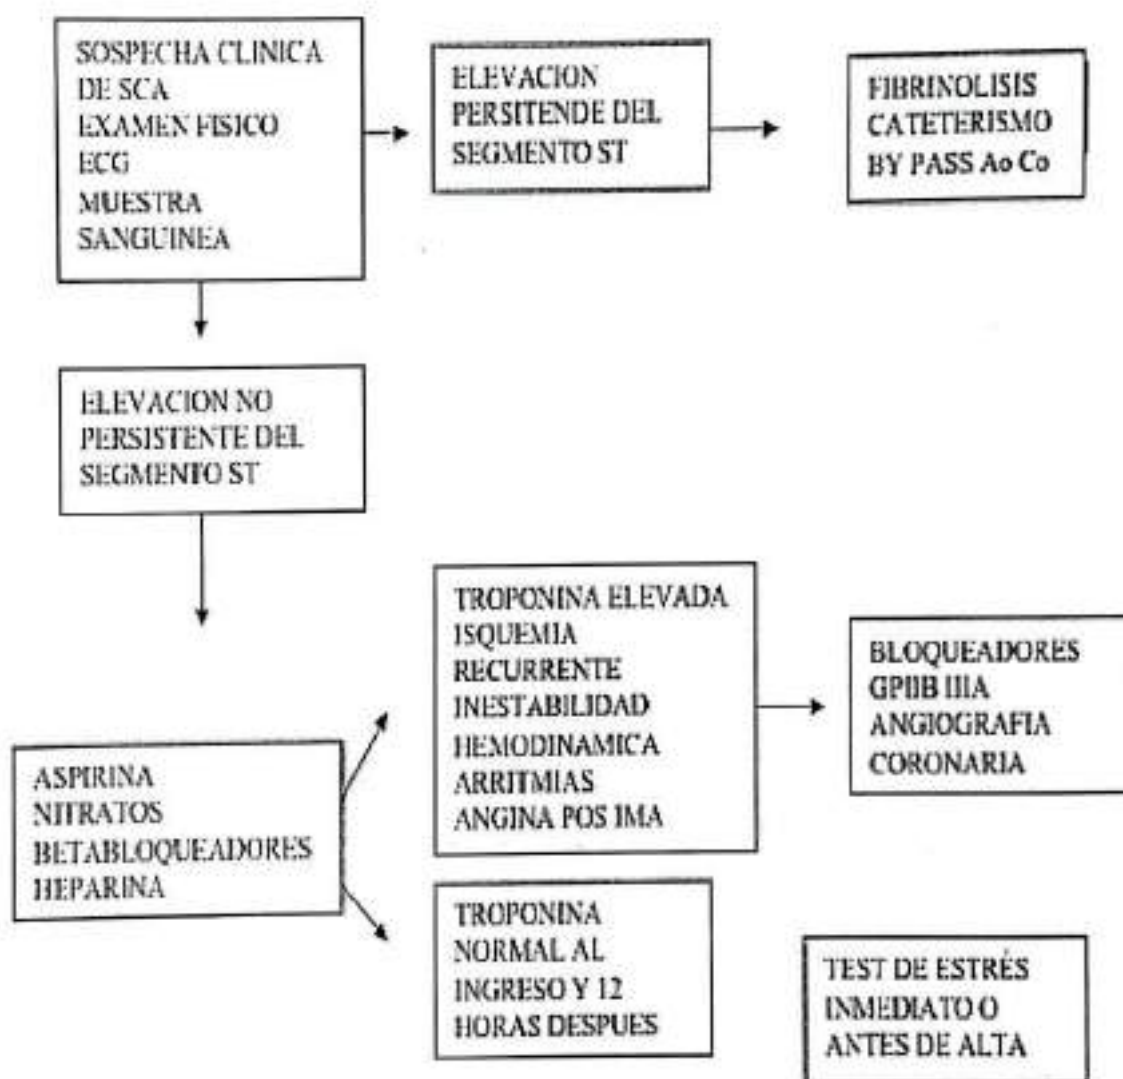 SOSPECHA CLINICA
DE SCA
EXAMEN FISICO
ECG
MUESTRA
SANGUINEA
ELEVACION
PERSITENDE DEL
SEGMENTO ST
FIBRINOLISIS
CATETERISMO
BY PASS Ao Co
ELEVACION NO
PERSISTENTE DEL
SEGMENTO ST
ASPIRINA
NITRATOS
BETABLOQUEADORES
HEPARINA
TROPONINA ELEVADA
ISQUEMIA
RECURRENTE
INESTABILIDAD
HEMODINAMICA
ARRITMIAS
ANGINA POS IMA
BLOQUEADORES
GPIIB IIIA
ANGIOGRAFIA
CORONARIA
TROPONINA
NORMAL AL
INGRESO Y 12
HORAS DESPUES
TEST DE ESTRÉS
INMEDIATO O
ANTES DE ALTA